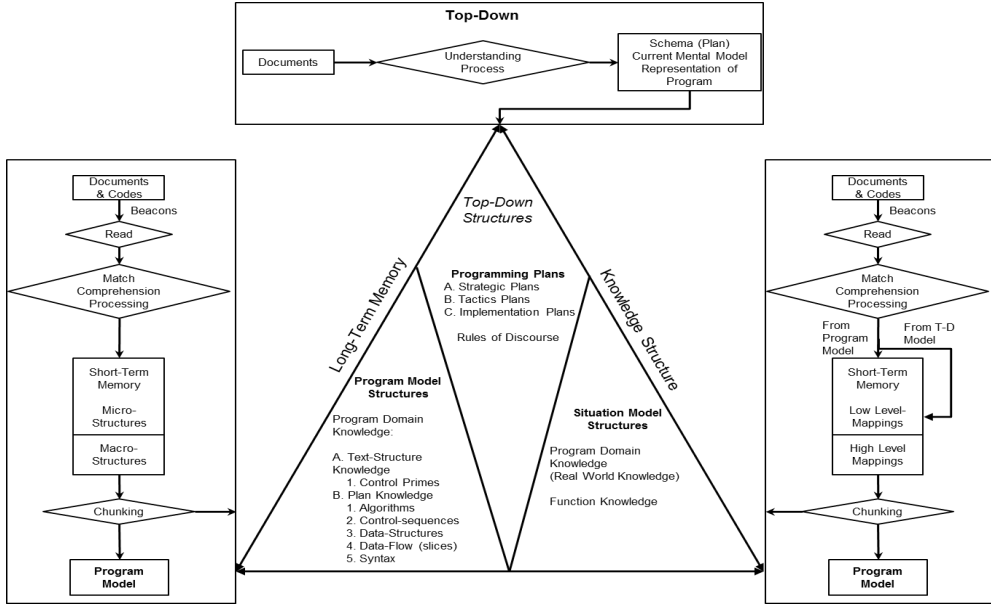 Top-Down
Documents
Understanding
Process
Schema (Plan)
Current Mental Model
Representation of
Program
Documents
& Codes
Beacons
Read
Match
Comprehension
Processing
Short-Term
Memory
Micro-
Structures
Macro-
Structures
Chunking
Program
Model
Long-Term Memory
Top-Down
Structures
Knowledge Structure
Programming Plans
A. Strategic Plans
B. Tactics Plans
C. Implementation Plans
Rules of Discourse
Program Model
Structures
Program Domain
Knowledge:
A. Text-Structure
Knowledge
1. Control Primes
B. Plan Knowledge
1. Algorithms
2. Control-sequences
3. Data-Structures
4. Data-Flow (slices)
5. Syntax
Situation Model
Structures
Program Domain
Knowledge
(Real World Knowledge)
Function Knowledge
Documents
& Codes
Beacons
Read
Match
Comprehension
Processing
From
Program
Model
From T-D
Model
Short-Term
Memory
Low Level-
Mappings
High Level
Mappings
Chunking
Program
Model